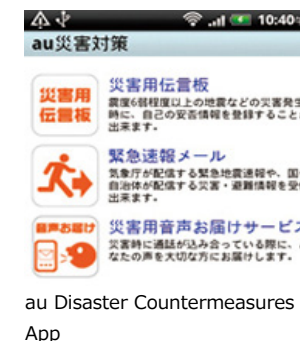 10:40
au災害対策
災害用
伝言板
災害用伝言板
震度6弱程度以上の地震などの災害発生
時に、自己の安否情報を登録すること
出来ます。
緊急速報メール
気象庁が配信する緊急地震速報や、国
自治体が配信する災害・避難情報を受
出来ます。
音声お届け
災害用音声お届けサービス
災害時に通話が込み合っている際に、
なたの声を大切な方にお届けします。
au Disaster Countermeasures
App